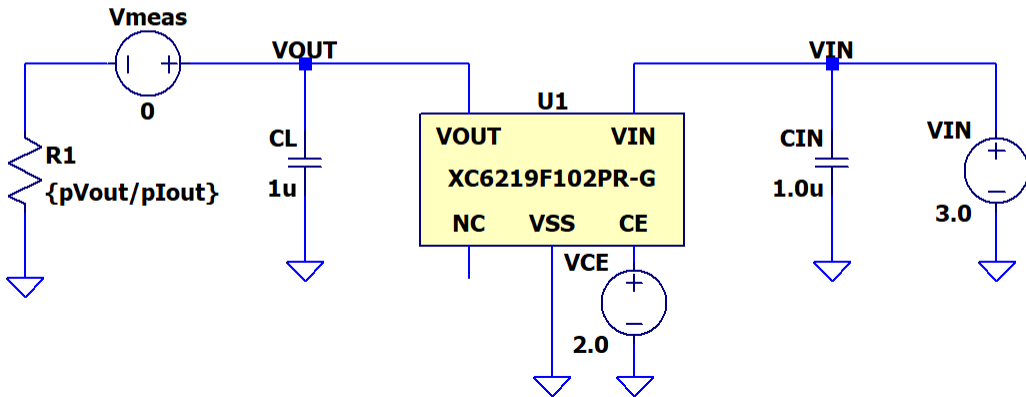 Vmeas
0
VOUT
VIN
U1
VOUT VIN
XC6219F102PR-G
NC VSS CE
R1
{pVout/pIout}
CL
1u
CIN
1.0u
VIN
3.0
VCE
2.0